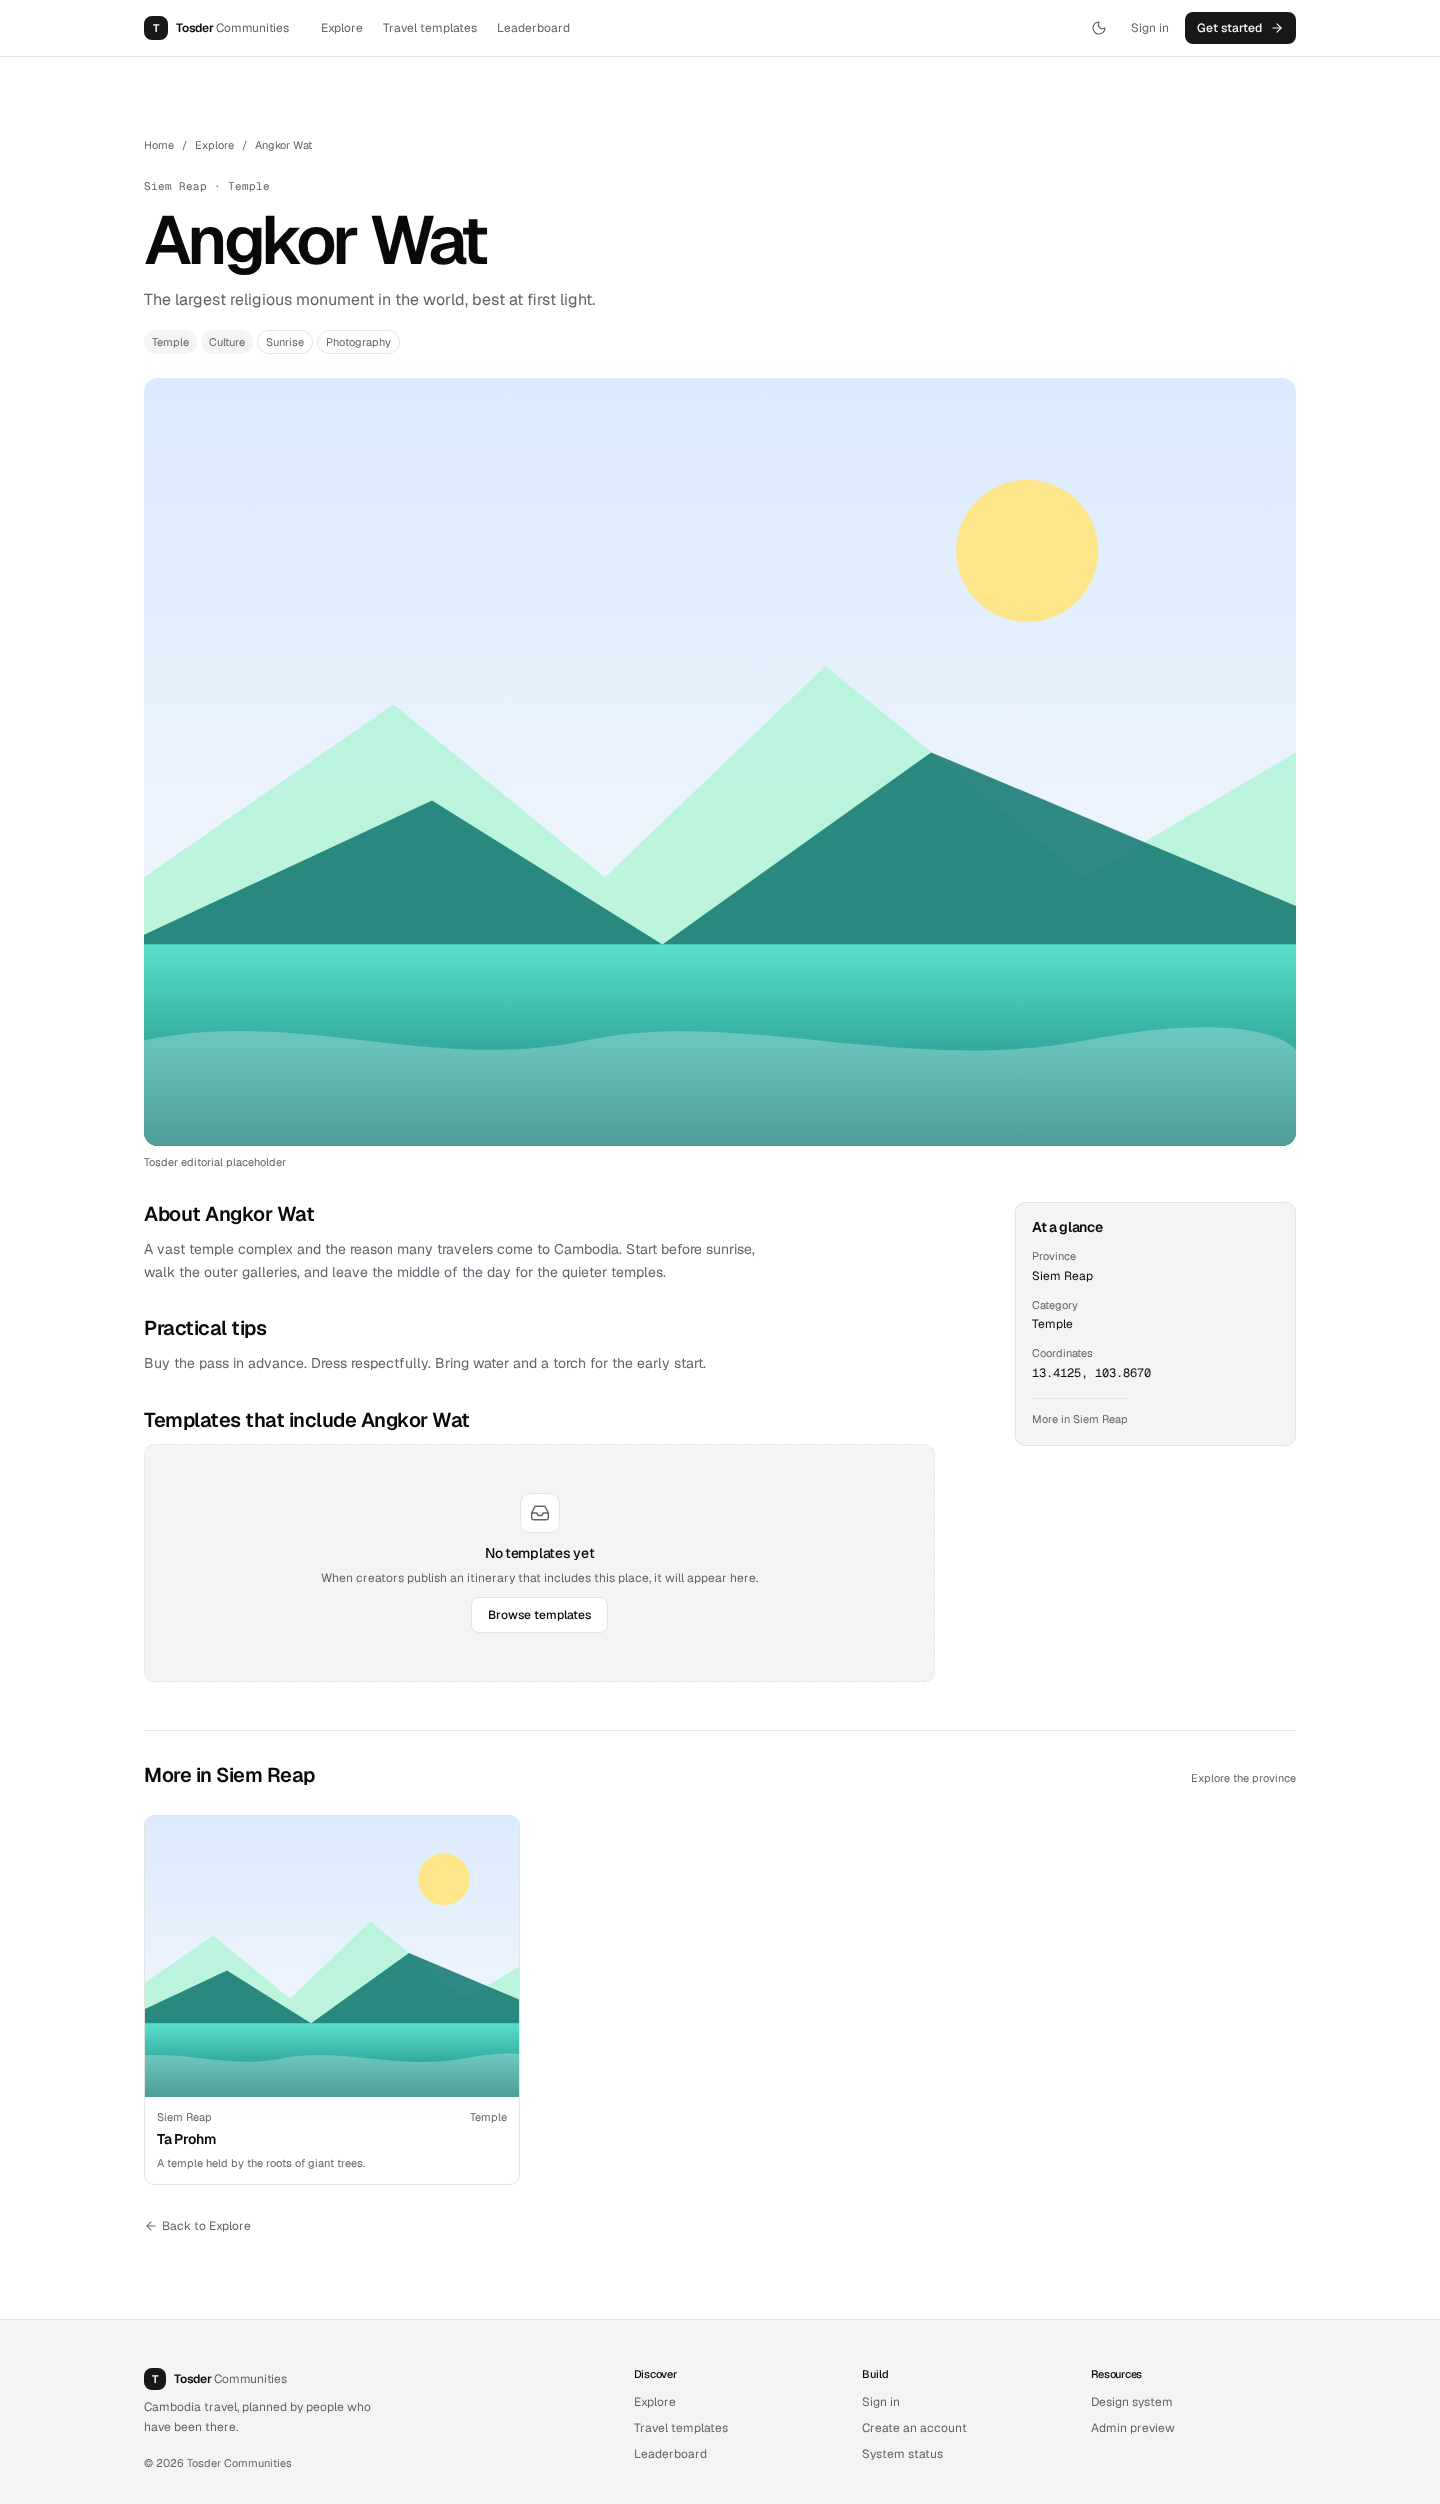 T Tosder Communities Explore Travel templates Leaderboard Sign in Get started
Home / Explore / Angkor Wat
Siem Reap · Temple
Angkor Wat
The largest religious monument in the world, best at first light.
Temple Culture Sunrise Photography
Tosder editorial placeholder
About Angkor Wat
A vast temple complex and the reason many travelers come to Cambodia. Start before sunrise,
walk the outer galleries, and leave the middle of the day for the quieter temples.
Practical tips
Buy the pass in advance. Dress respectfully. Bring water and a torch for the early start.
Templates that include Angkor Wat
No templates yet
When creators publish an itinerary that includes this place, it will appear here.
Browse templates
At a glance
Province
Siem Reap
Category
Temple
Coordinates
13.4125, 103.8670
More in Siem Reap
More in Siem Reap
Explore the province
Siem Reap Temple
Ta Prohm
A temple held by the roots of giant trees.
← Back to Explore
T Tosder Communities
Cambodia travel, planned by people who
have been there.
© 2026 Tosder Communities
Discover
Explore
Travel templates
Leaderboard
Build
Sign in
Create an account
System status
Resources
Design system
Admin preview